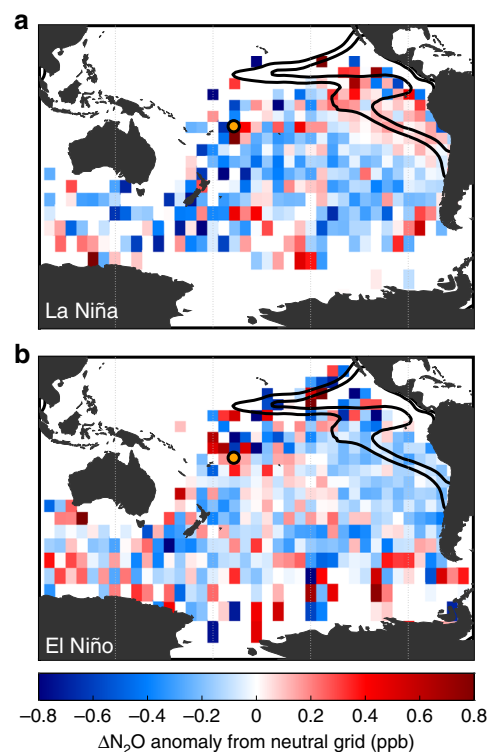 a
La Niña
b
El Niño
−0.8 −0.6 −0.4 −0.2 0 0.2 0.4 0.6 0.8
ΔN₂O anomaly from neutral grid (ppb)